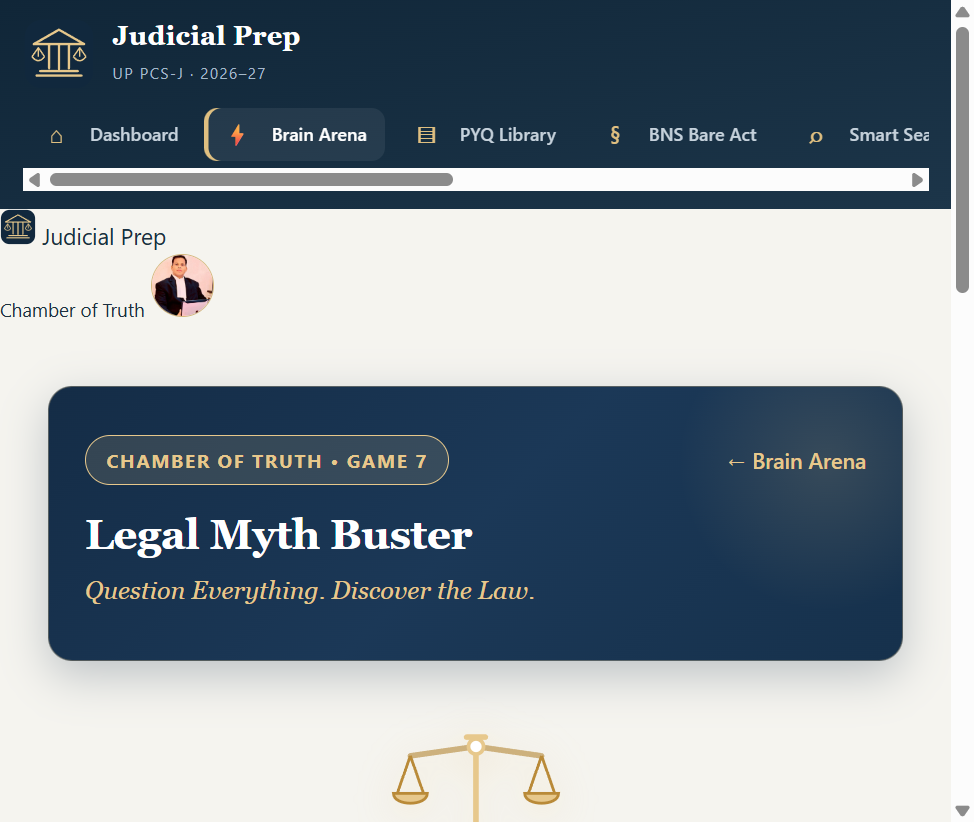 Judicial Prep
UP PCS-J · 2026–27
⌂ Dashboard
Brain Arena
PYQ Library
§ BNS Bare Act
Smart Sea
Judicial Prep
Chamber of Truth
CHAMBER OF TRUTH • GAME 7
← Brain Arena
Legal Myth Buster
Question Everything. Discover the Law.